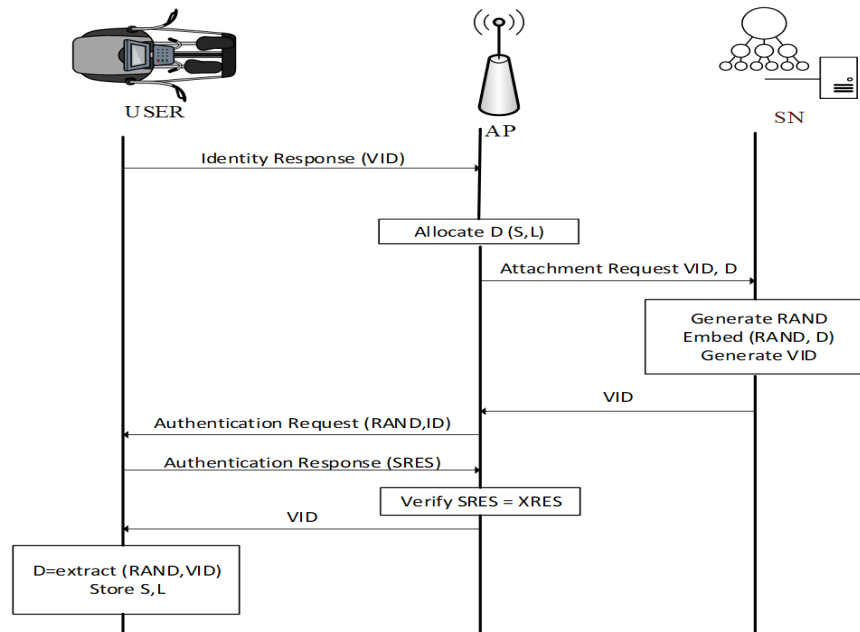 USER
AP
SN
Identity Response (VID)
Allocate D (S,L)
Attachment Request VID, D
Generate RAND
Embed (RAND, D)
Generate VID
VID
Authentication Request (RAND,ID)
Authentication Response (SRES)
Verify SRES = XRES
VID
D=extract (RAND,VID)
Store S,L